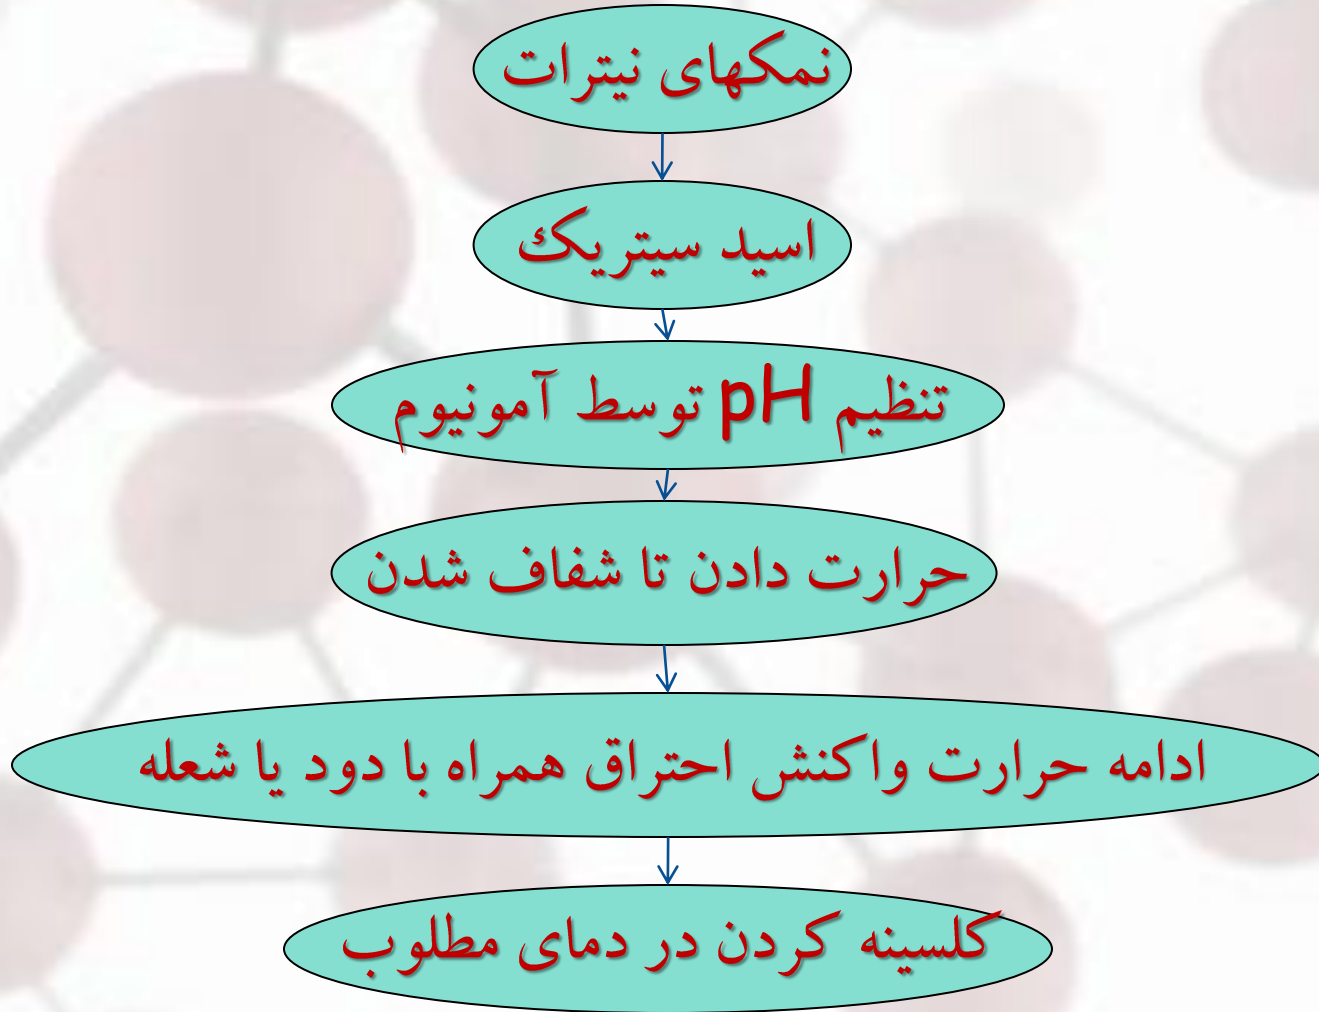 نمکهای نیترات
اسید سیتریك
تنظیم pH توسط آمونیوم
حرارت دادن تا شفاف شدن
ادامه حرارت واکنش احتراق همراه با دود یا شعله
کلسینه کردن در دمای مطلوب